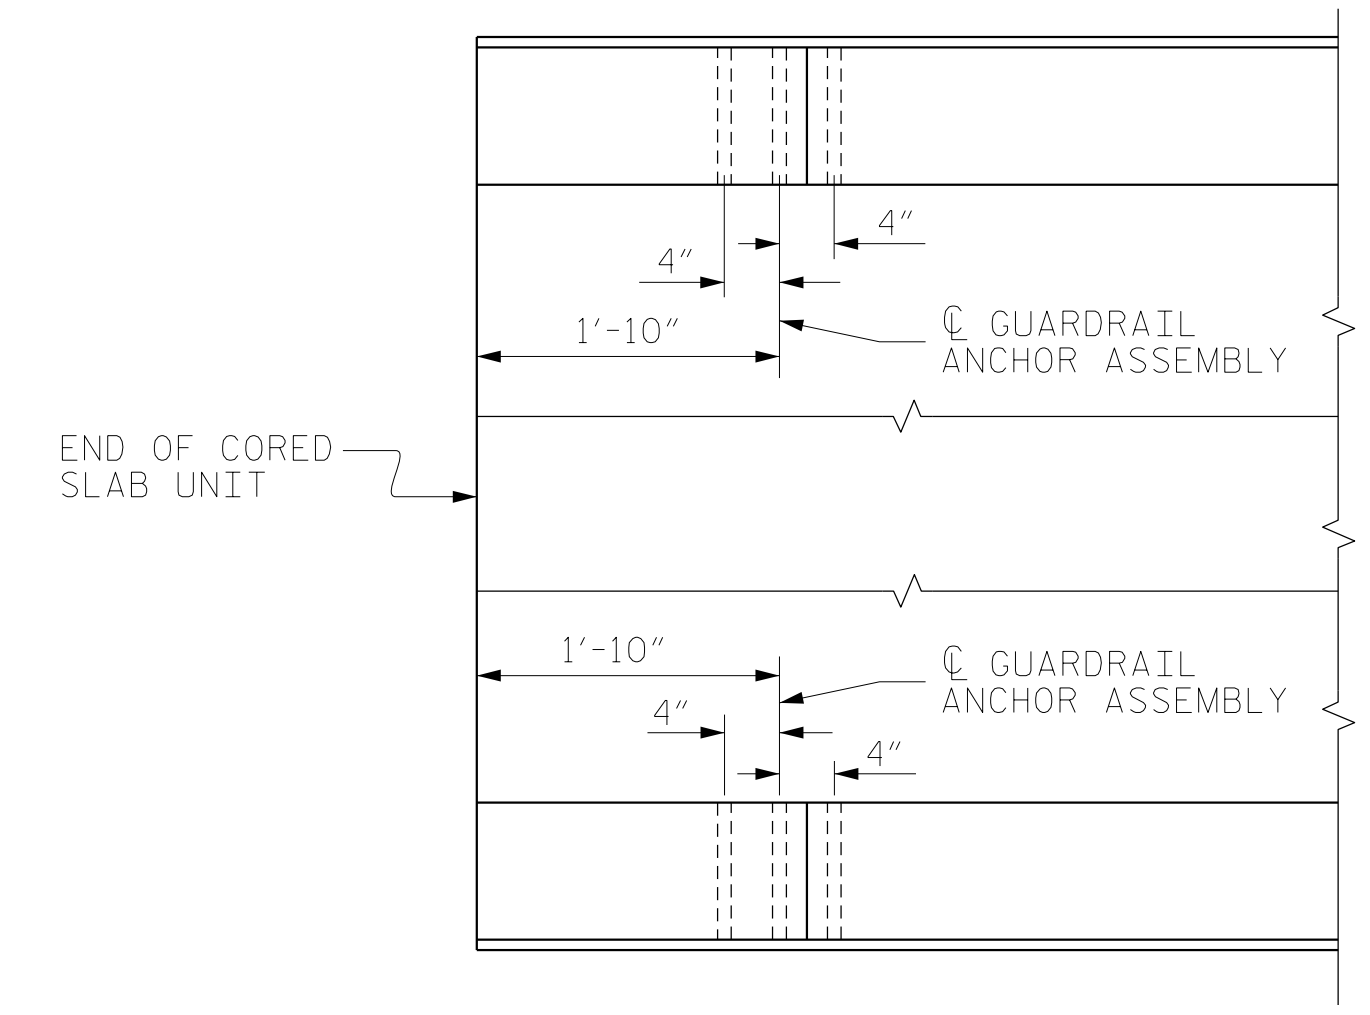 4"
4"
1'-10"
℄ GUARDRAIL
ANCHOR ASSEMBLY
END OF CORED
SLAB UNIT
1'-10"
℄ GUARDRAIL
ANCHOR ASSEMBLY
4"
4"